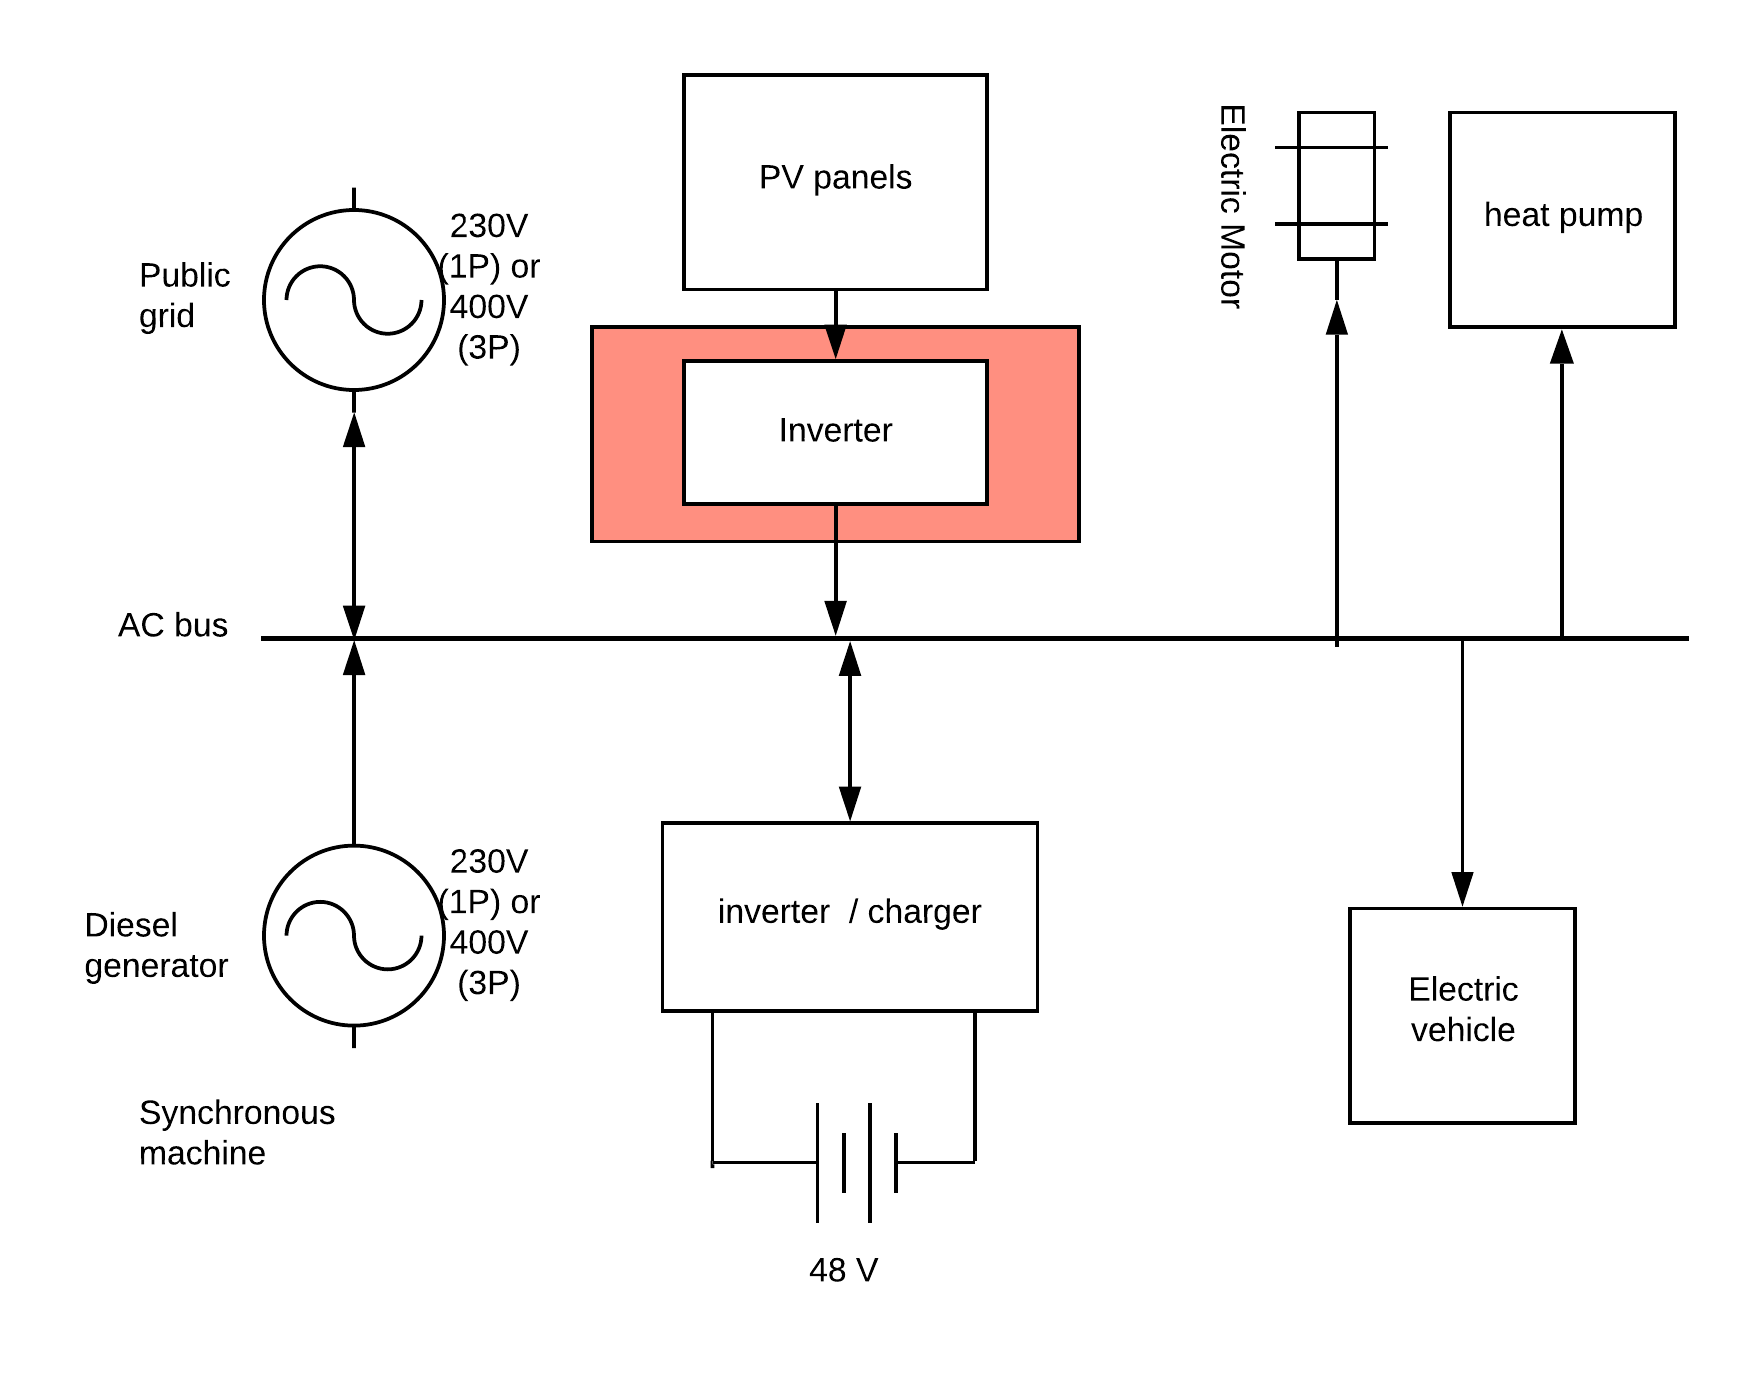 PV panels
Electric Motor
heat pump
Public
grid
230V
(1P) or
400V
(3P)
Inverter
AC bus
Diesel
generator
230V
(1P) or
400V
(3P)
inverter  / charger
Electric
vehicle
Synchronous
machine
48 V